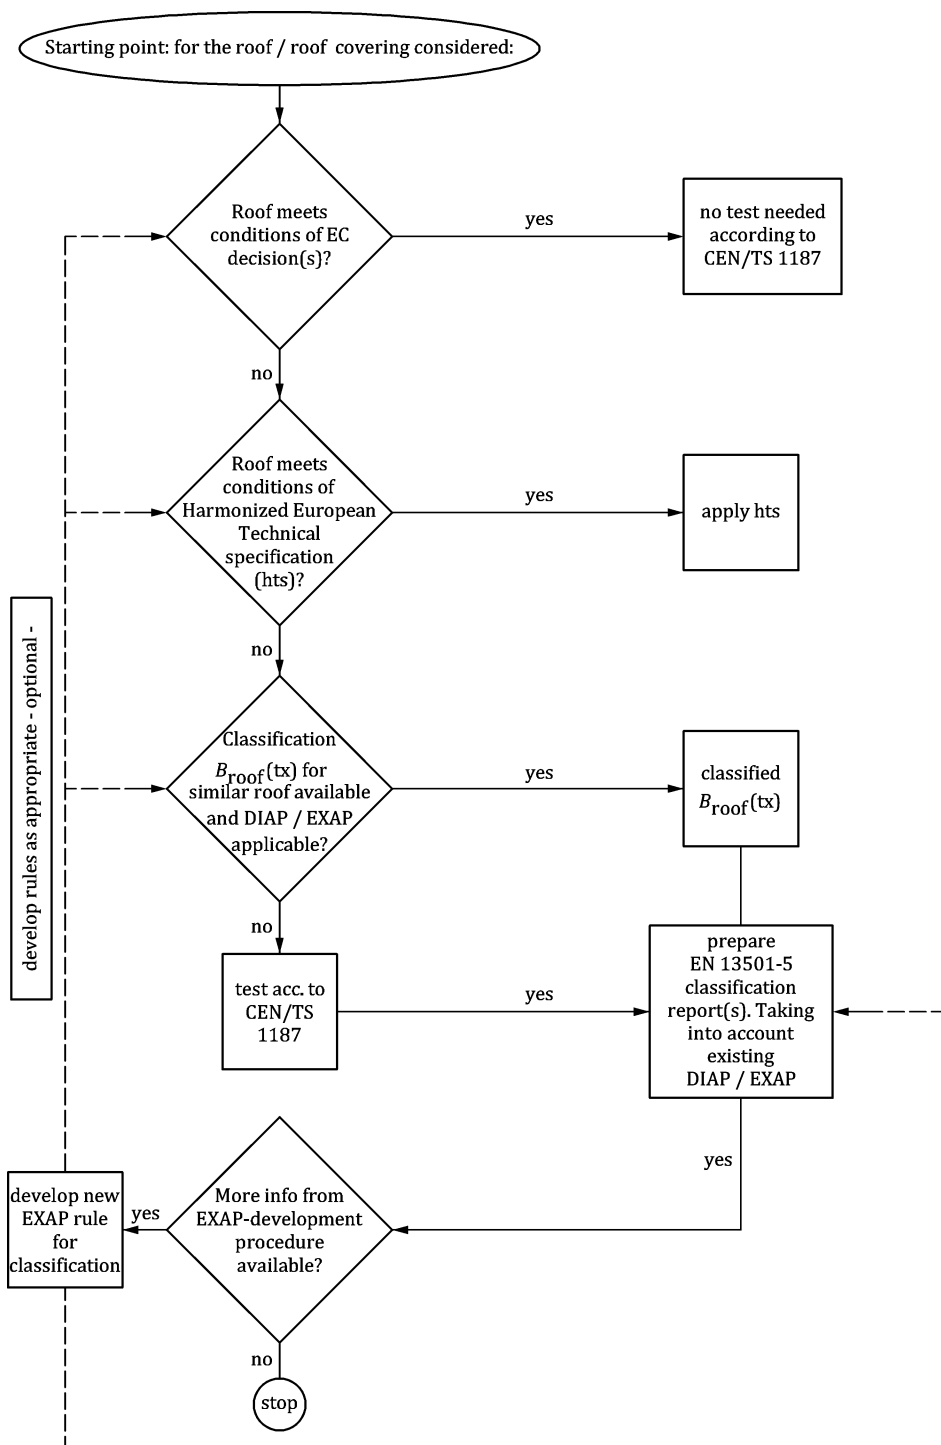 Starting point: for the roof / roof covering considered:
Roof meets
conditions of EC
decision(s)?
yes
no test needed
according to
CEN/TS 1187
no
Roof meets
conditions of
Harmonized European
Technical
specification
(hts)?
yes
apply hts
no
develop rules as appropriate - optional -
Classification
Broof(tx) for
similar roof available
and DIAP / EXAP
applicable?
yes
classified
Broof(tx)
no
test acc. to
CEN/TS
1187
yes
prepare
EN 13501-5
classification
report(s). Taking
into account
existing
DIAP / EXAP
yes
More info from
EXAP-development
procedure
available?
yes
develop new
EXAP rule
for
classification
no
stop